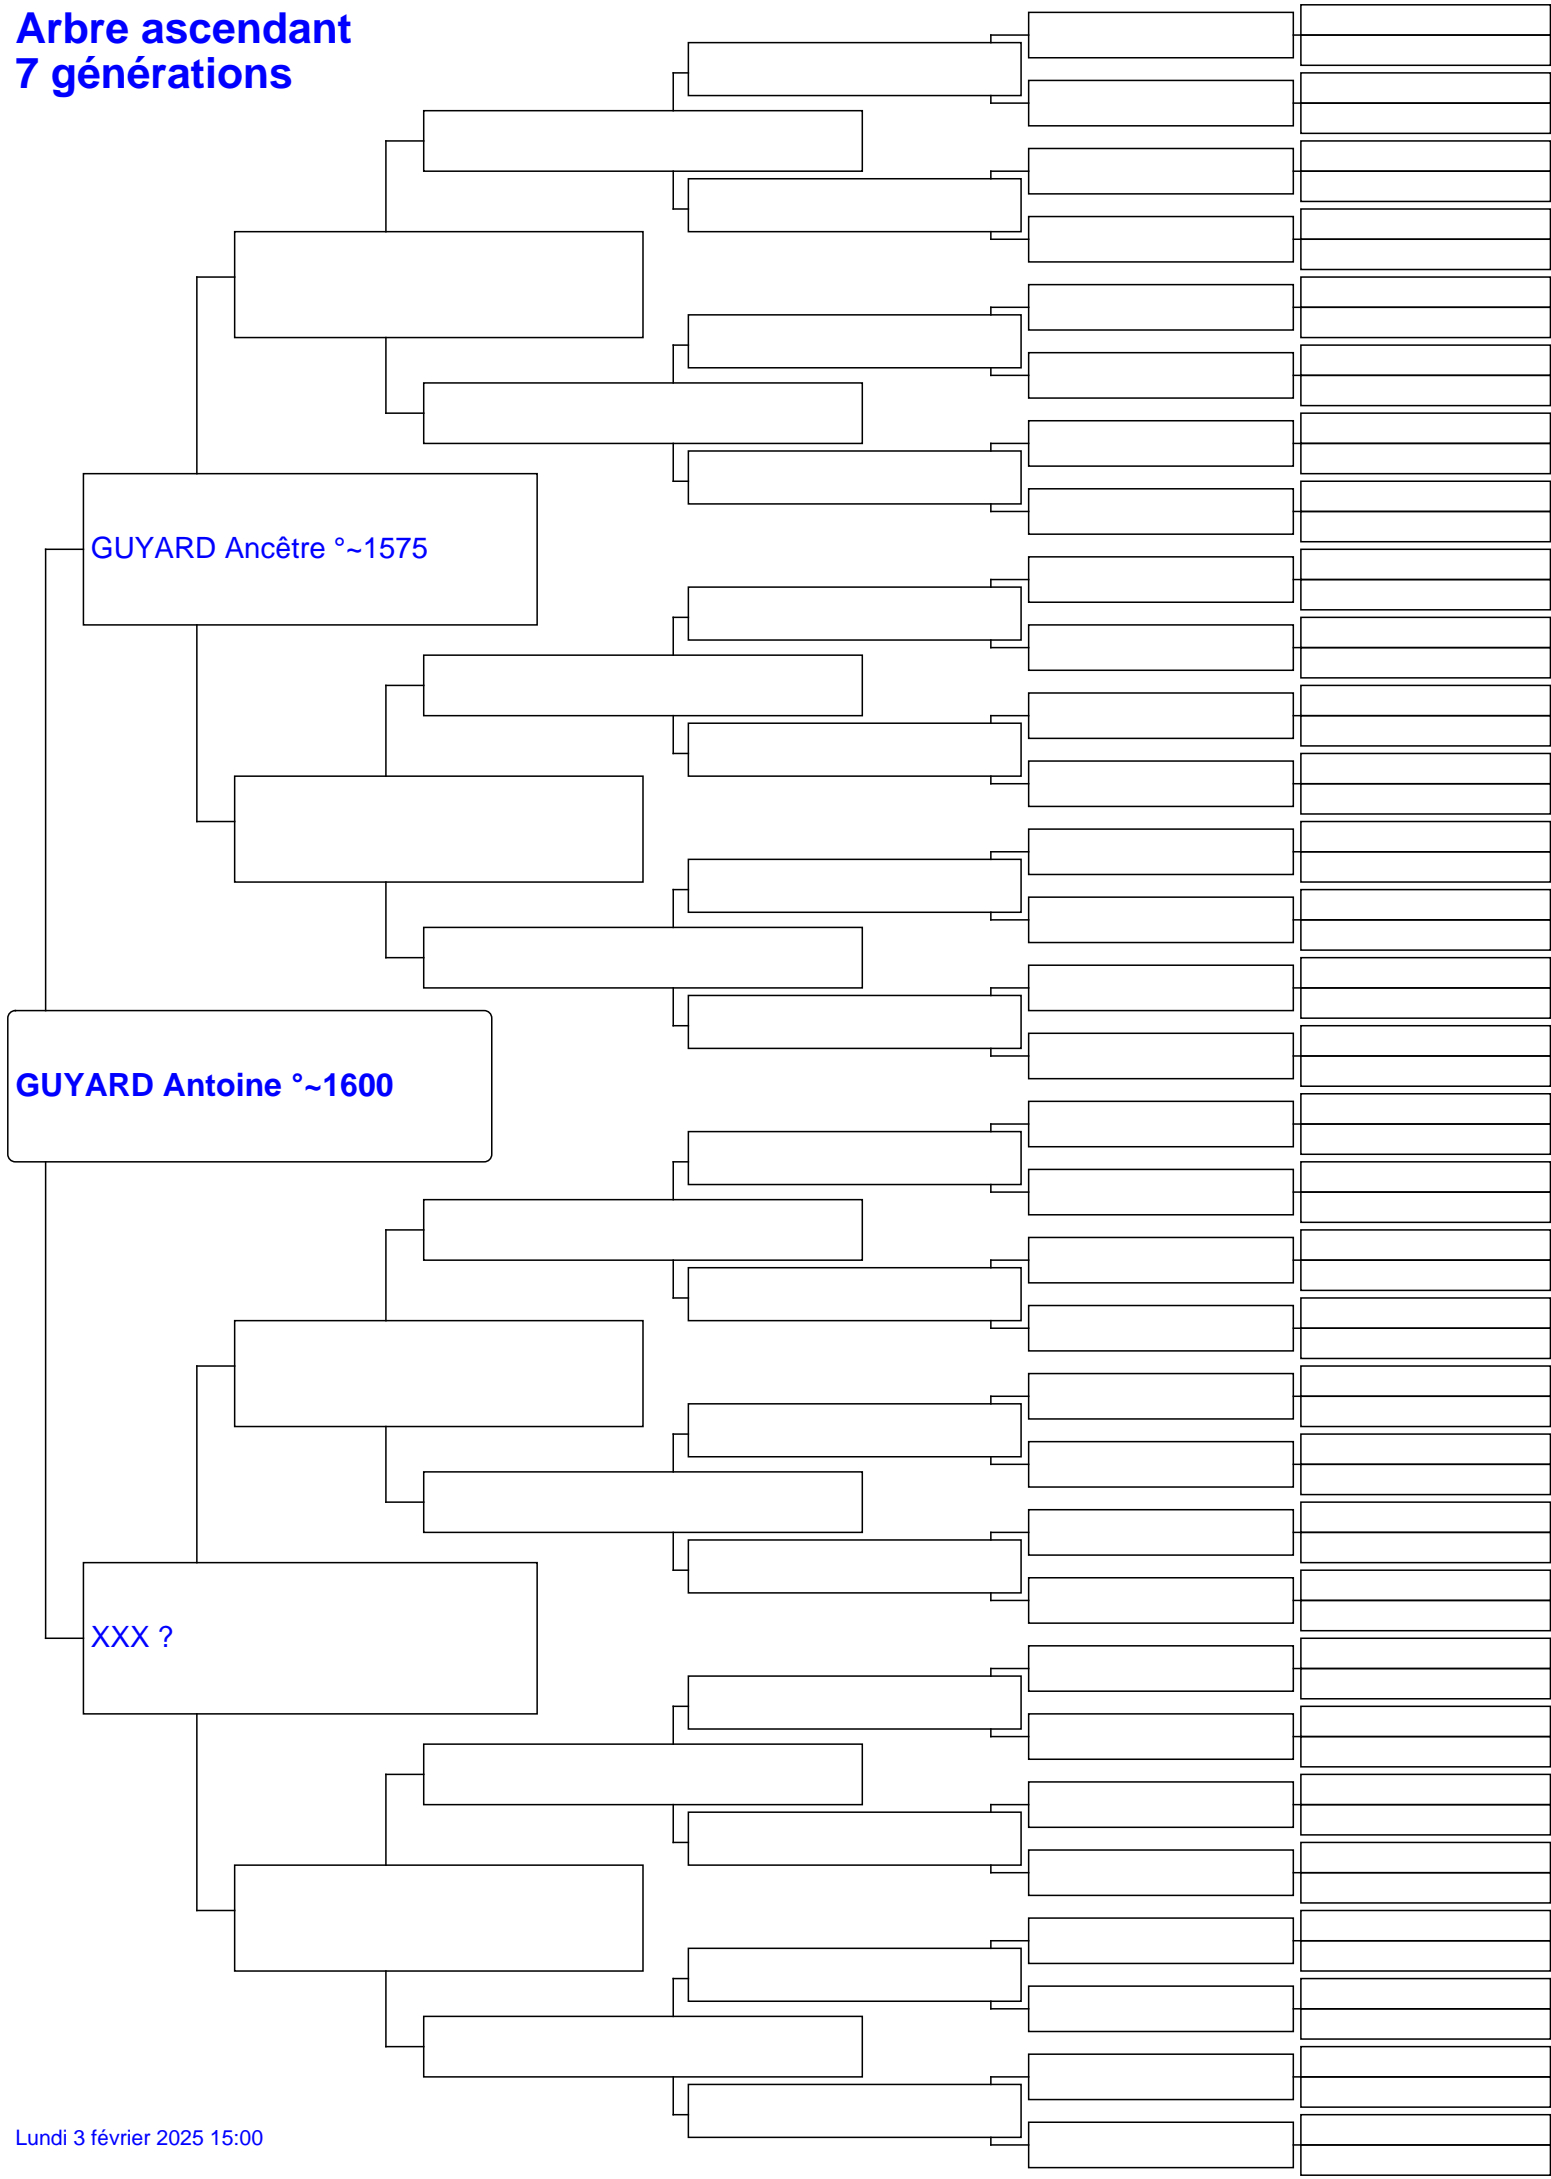 Arbre ascendant
7 générations
GUYARD Ancêtre °~1575
GUYARD Antoine °~1600
XXX ?
Lundi 3 février 2025 15:00